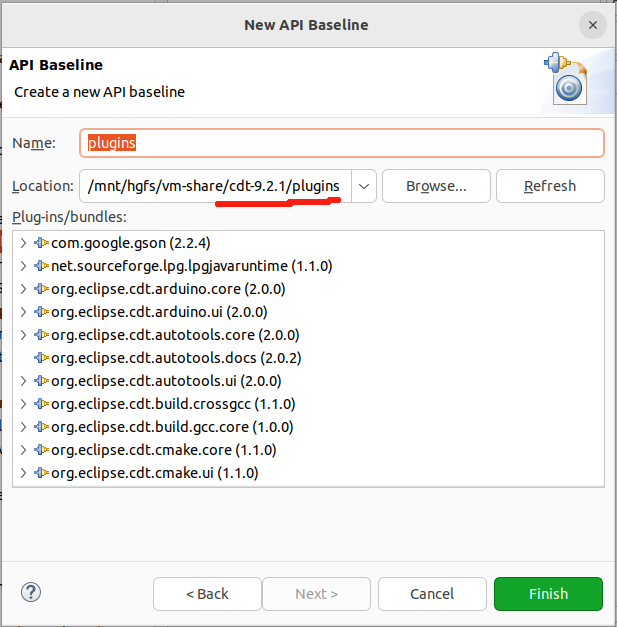 New API Baseline
API Baseline
Create a new API baseline
Name:
plugins
Location:
/mnt/hgfs/vm-share/cdt-9.2.1/plugins
Browse...
Refresh
Plug-ins/bundles:
com.google.gson (2.2.4)
net.sourceforge.lpg.lpgjavaruntime (1.1.0)
org.eclipse.cdt.arduino.core (2.0.0)
org.eclipse.cdt.arduino.ui (2.0.0)
org.eclipse.cdt.autotools.core (2.0.0)
org.eclipse.cdt.autotools.docs (2.0.2)
org.eclipse.cdt.autotools.ui (2.0.0)
org.eclipse.cdt.build.crossgcc (1.1.0)
org.eclipse.cdt.build.gcc.core (1.0.0)
org.eclipse.cdt.cmake.core (1.1.0)
org.eclipse.cdt.cmake.ui (1.1.0)
?
< Back
Next >
Cancel
Finish